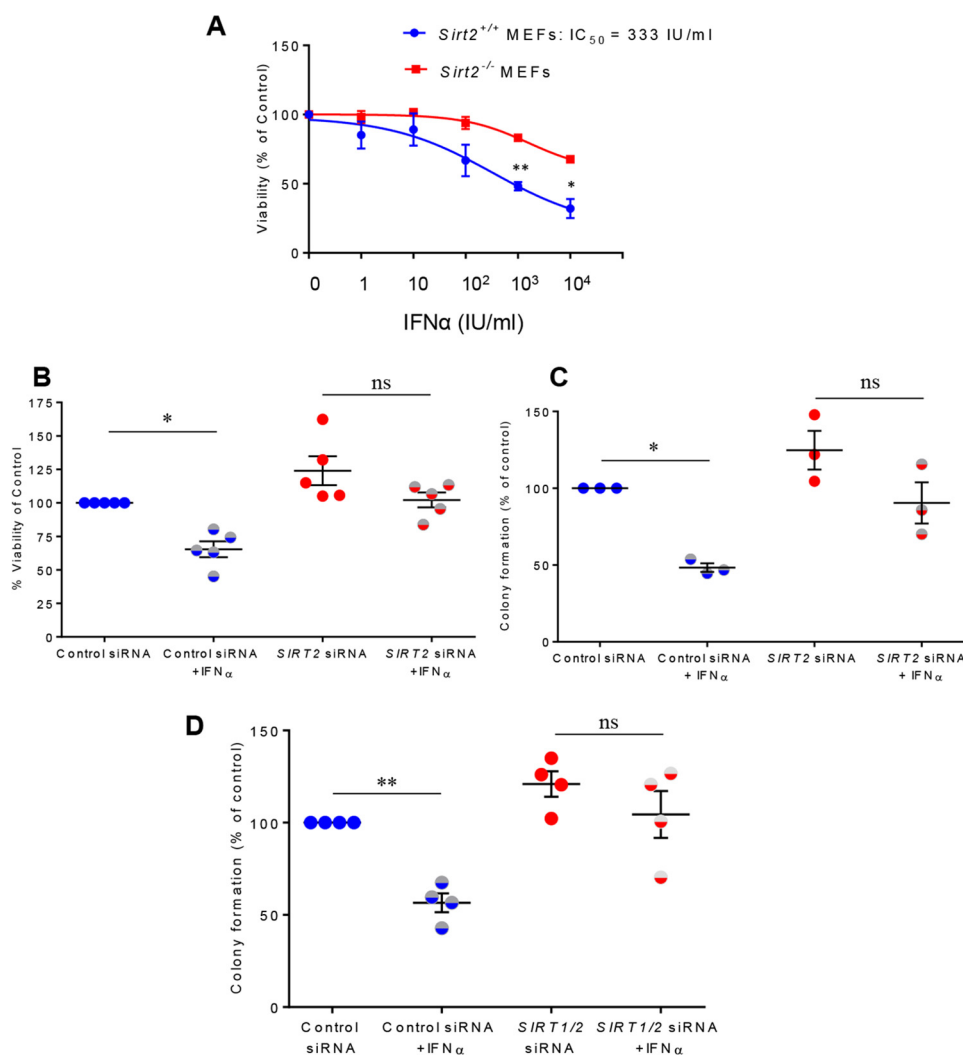 A
Sirt2+/+ MEFs: IC50 = 333 IU/ml
Sirt2-/- MEFs
Viability (% of Control)
150
100
50
0
**
*
0 1 10 10² 10³ 10⁴
IFNα (IU/ml)
B
% Viability of Control
175
150
125
100
75
50
25
0
*
ns
Control siRNA
Control siRNA
+IFNα
SIRT2 siRNA
SIRT2 siRNA
+IFNα
C
Colony formation (% of control)
150
100
50
0
*
ns
Control siRNA
Control siRNA
+ IFNα
SIRT2 siRNA
SIRT2 siRNA
+ IFNα
D
Colony formation (% of control)
150
100
50
0
**
ns
Control
siRNA
Control siRNA
+IFNα
SIRT1/2
siRNA
SIRT1/2 siRNA
+IFNα